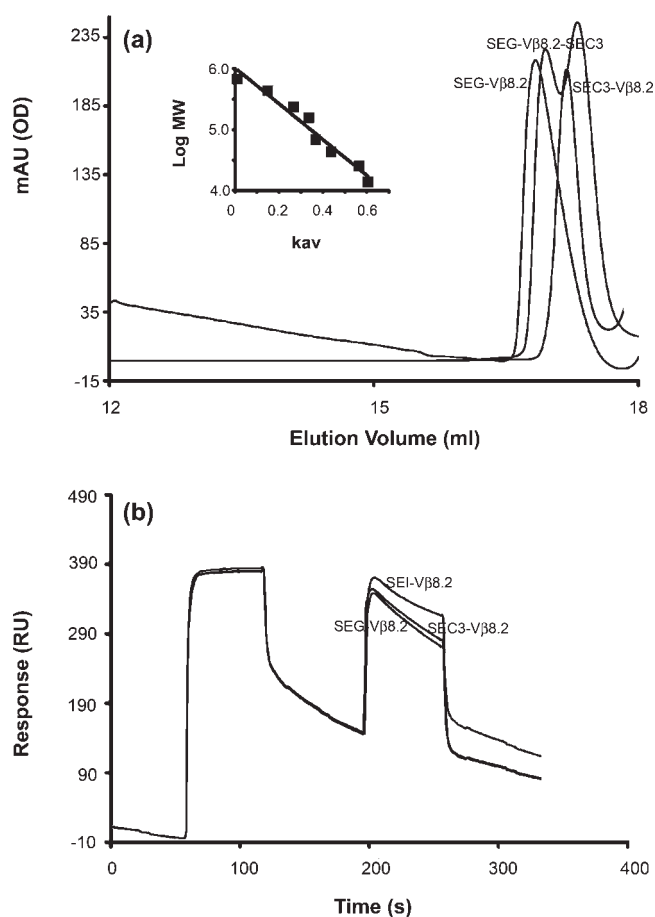 (a)
235
185
135
85
35
-15
mAU (OD)
12
15
18
Elution Volume (ml)
6.0
5.0
4.0
Log MW
0
0.2
0.4
0.6
kav
SEG-Vβ8.2-SEC3
SEG-Vβ8.2
SEC3-Vβ8.2
(b)
490
390
290
190
90
-10
Response (RU)
0
100
200
300
400
Time (s)
SEI-Vβ8.2
SEG-Vβ8.2
SEC3-Vβ8.2